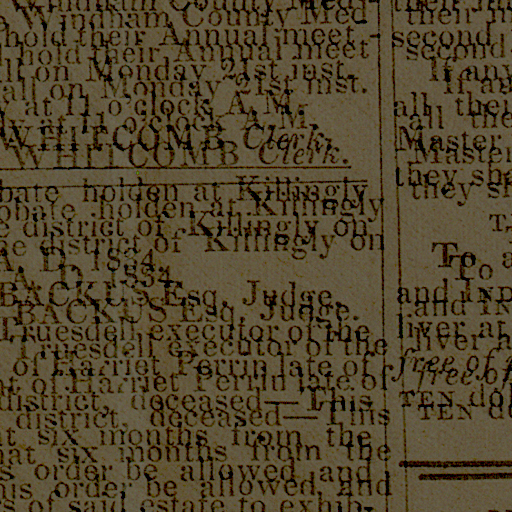 Windham County Med
hold their Annual meet-
all on Monday 21st inst.
y at 11 o'clock A. M.
WHITCOMB Clerk.
obate holden at Killingly
e district of Killingly on
A. D. 1834.
BACKUS Esq. Judge.
Truesdell executor of the
t of Harriet Perrin late of
district, deceased—This
at six months from the
is order be allowed, and
rs of said estate to exhib-
their
second
If any
all the
Master
they sh
To
and IN
liver at
free of
TEN do